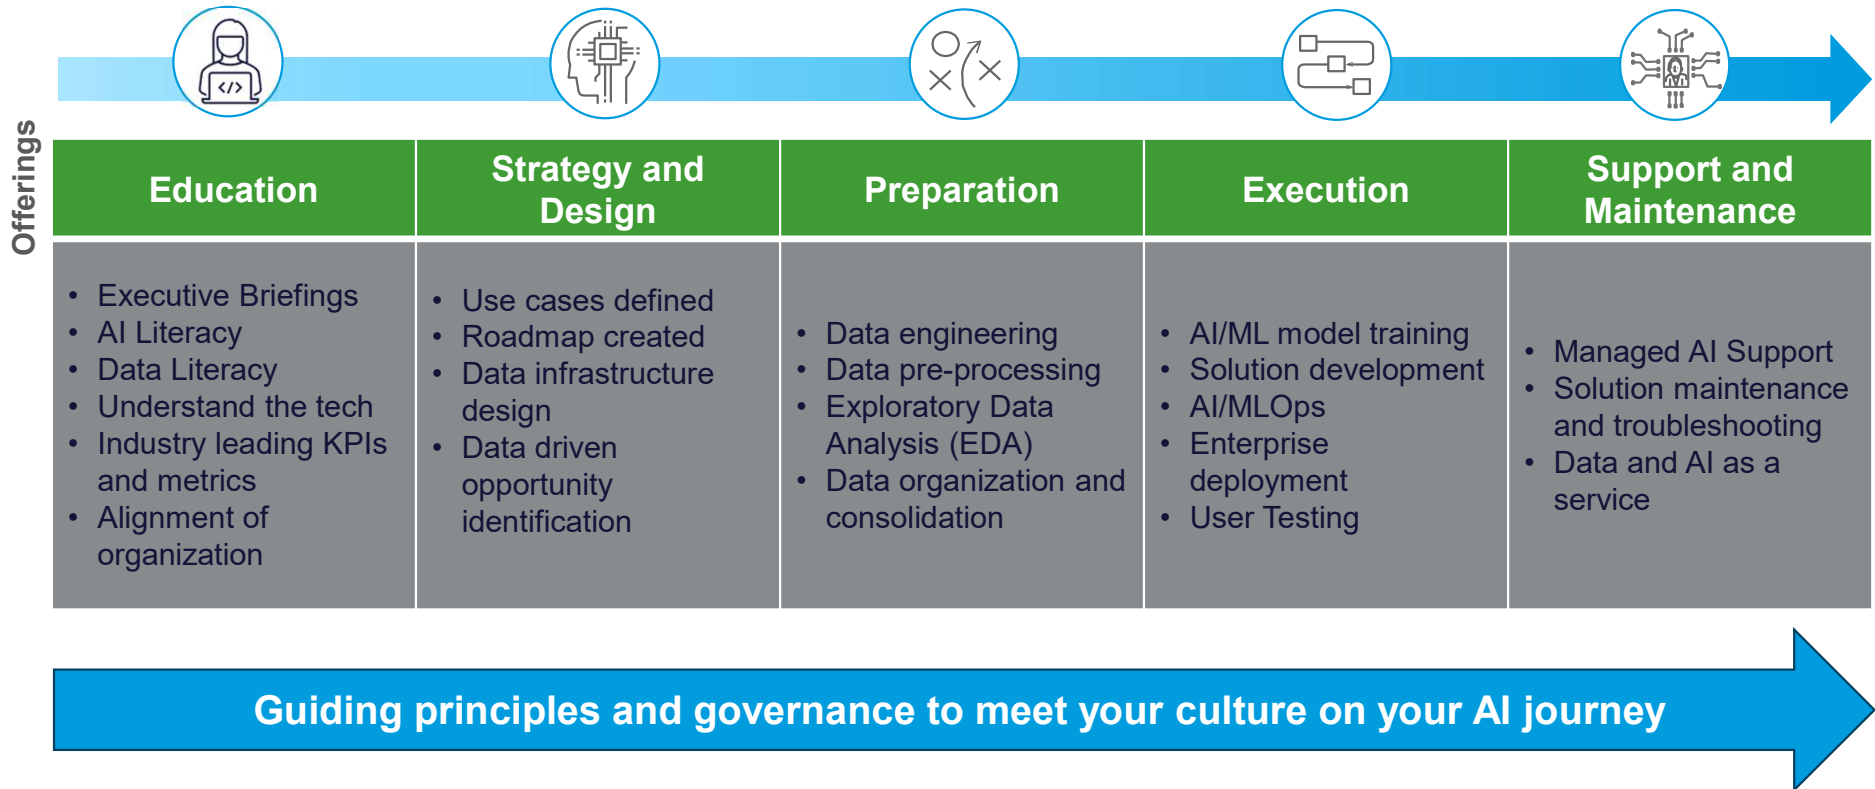 Offerings
</>
Education
Strategy and
Design
Preparation
Execution
Support and
Maintenance
• Executive Briefings
• AI Literacy
• Data Literacy
• Understand the tech
• Industry leading KPIs
and metrics
• Alignment of
organization
• Use cases defined
• Roadmap created
• Data infrastructure
design
• Data driven
opportunity
identification
• Data engineering
• Data pre-processing
• Exploratory Data
Analysis (EDA)
• Data organization and
consolidation
• AI/ML model training
• Solution development
• AI/MLOps
• Enterprise
deployment
• User Testing
• Managed AI Support
• Solution maintenance
and troubleshooting
• Data and AI as a
service
Guiding principles and governance to meet your culture on your AI journey